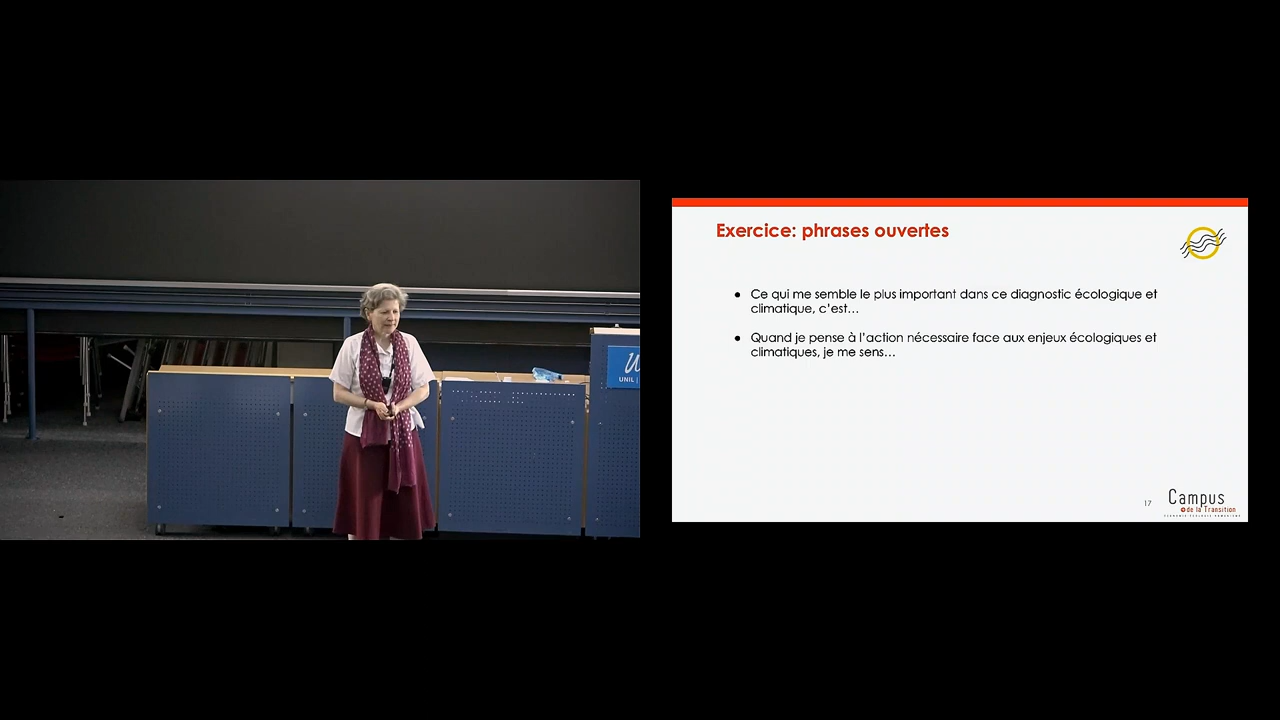 UNIL |
Exercice: phrases ouvertes
● Ce qui me semble le plus important dans ce diagnostic écologique et
climatique, c’est…
● Quand je pense à l’action nécessaire face aux enjeux écologiques et
climatiques, je me sens…
17
Campus
de la Transition